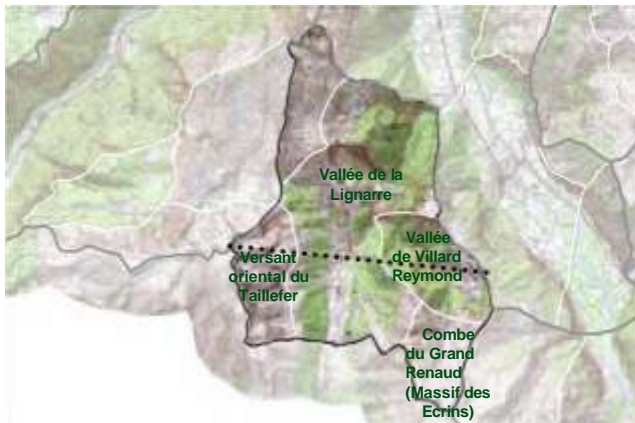 Vallée de la
Lignarre
Vallée
de Villard
Reymond
Versant
oriental du
Taillefer
Combe
du Grand
Renaud
(Massif des
Ecrins)